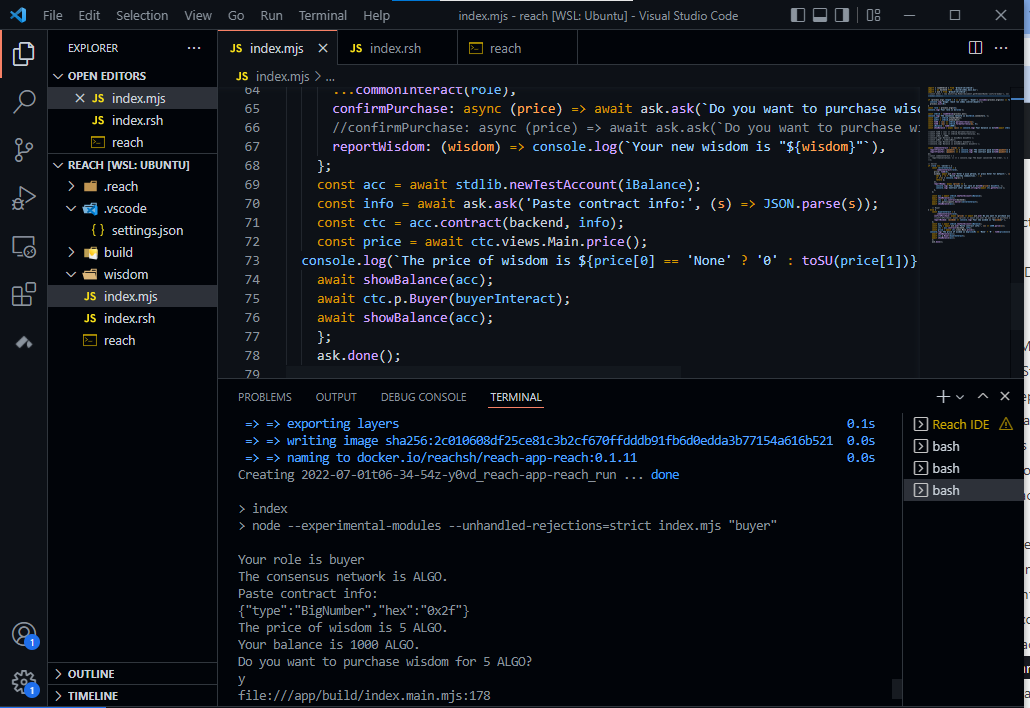 File Edit Selection View Go Run Terminal Help index.mjs - reach [WSL: Ubuntu] - Visual Studio Code
EXPLORER ...
OPEN EDITORS
JS index.mjs
JS index.rsh
reach
REACH [WSL: UBUNTU]
.reach
.vscode
{ } settings.json
build
wisdom
JS index.mjs
JS index.rsh
reach
OUTLINE
TIMELINE
1
1
JS index.mjs JS index.rsh reach
JS index.mjs > ...
64 ...commonInteract(role),
65 confirmPurchase: async (price) => await ask.ask(`Do you want to purchase
66 //confirmPurchase: async (price) => await ask.ask(`Do you want to purchase
67 reportWisdom: (wisdom) => console.log(`Your new wisdom is "${wisdom}"`),
68 };
69 const acc = await stdlib.newTestAccount(iBalance);
70 const info = await ask.ask('Paste contract info:', (s) => JSON.parse(s));
71 const ctc = acc.contract(backend, info);
72 const price = await ctc.views.Main.price();
73 console.log(`The price of wisdom is ${price[0] == 'None' ? '0' : toSU(price[1])}
74 await showBalance(acc);
75 await ctc.p.Buyer(buyerInteract);
76 await showBalance(acc);
77 };
78 ask.done();
79
PROBLEMS OUTPUT DEBUG CONSOLE TERMINAL
=> => exporting layers 0.1s
=> => writing image sha256:2c010608df25ce81c3b2cf670ffdddb91fb6d0edda3b77154a616b521 0.0s
=> => naming to docker.io/reachsh/reach-app-reach:0.1.11 0.0s
Creating 2022-07-01t06-34-54z-y0vd_reach-app-reach_run ... done
> index
> node --experimental-modules --unhandled-rejections=strict index.mjs "buyer"
Your role is buyer
The consensus network is ALGO.
Paste contract info:
{"type":"BigNumber","hex":"0x2f"}
The price of wisdom is 5 ALGO.
Your balance is 1000 ALGO.
Do you want to purchase wisdom for 5 ALGO?
y
file:///app/build/index.main.mjs:178
Reach IDE
bash
bash
bash